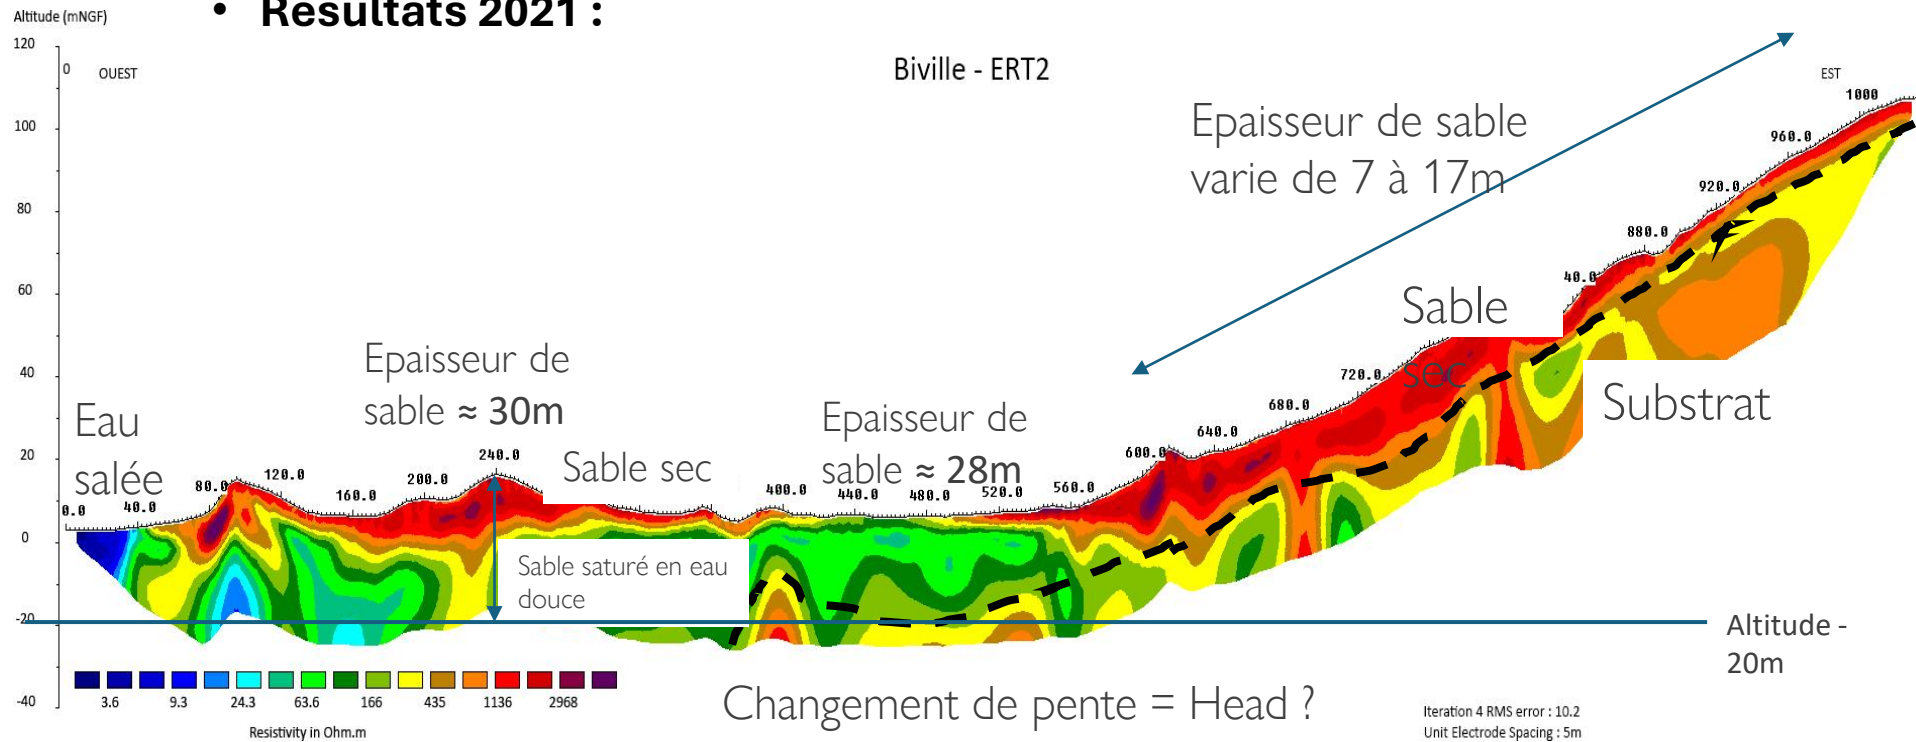 • Résultats 2021 :
Altitude (mNGF)
Biville - ERT2
OUEST
EST
120
100
80
60
40
20
0
-20
-40
0
Epaisseur de sable
varie de 7 à 17m
Epaisseur de
sable ≈ 30m
Epaisseur de
sable ≈ 28m
Eau
salée
Sable sec
Sable
sec
Substrat
Sable saturé en eau
douce
0.0
40.0
80.0
120.0
160.0
200.0
240.0
400.0
440.0
480.0
520.0
560.0
600.0
640.0
680.0
720.0
40.0
880.0
920.0
960.0
1000
Altitude -
20m
3.6 9.3 24.3 63.6 166 435 1136 2968
Resistivity in Ohm.m
Changement de pente = Head ?
Iteration 4 RMS error : 10.2
Unit Electrode Spacing : 5m